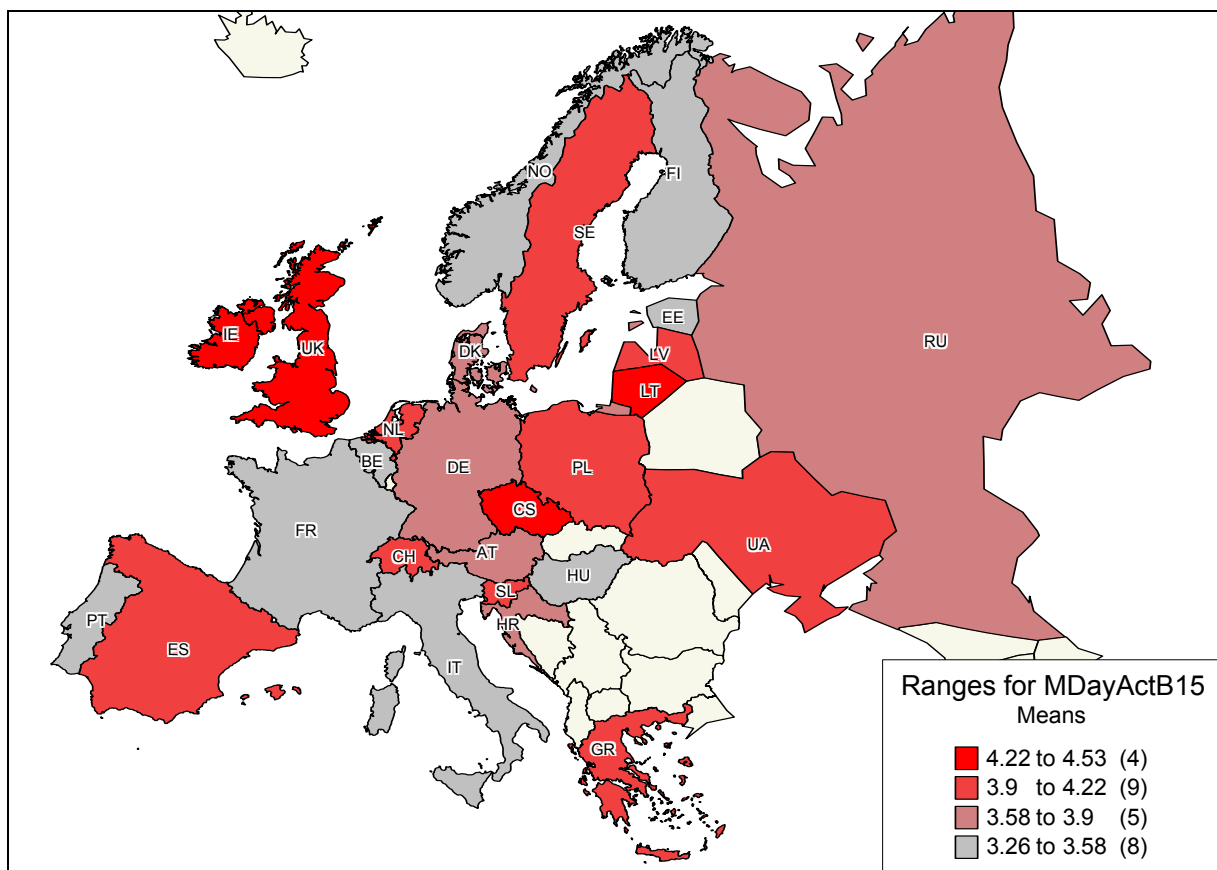 NO
FI
SE
EE
RU
IE
UK
DK
LV
LT
NL
BE
DE
PL
CS
FR
UA
CH
AT
HU
SL
PT
HR
ES
IT
GR
Ranges for MDayActB15
Means
4.22 to 4.53 (4)
3.9 to 4.22 (9)
3.58 to 3.9 (5)
3.26 to 3.58 (8)